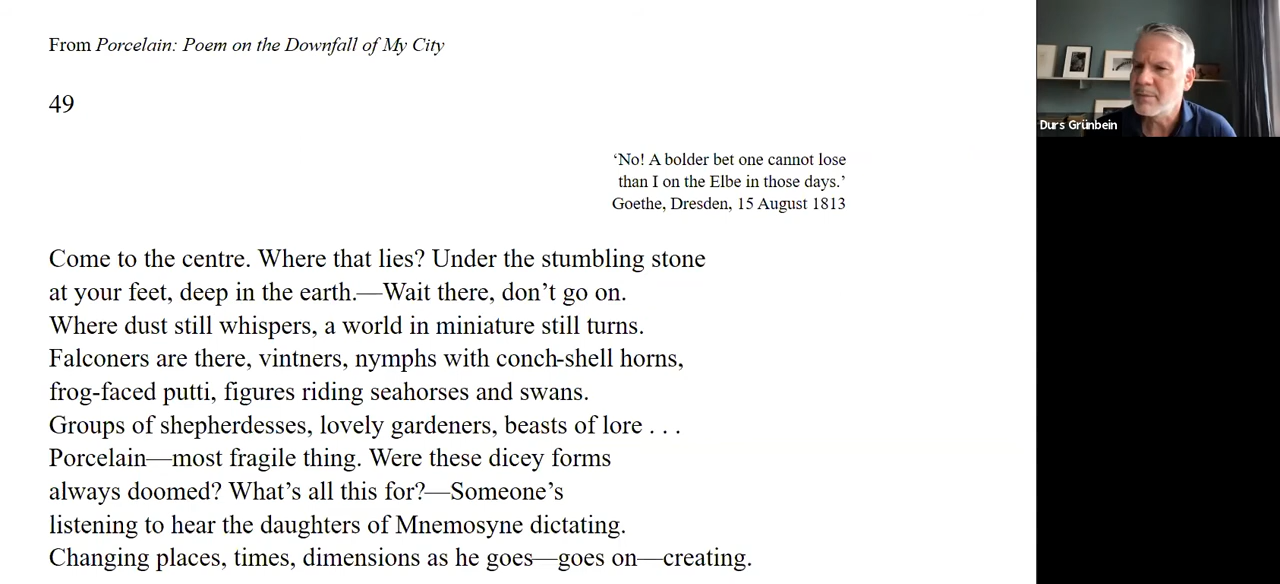 From Porcelain: Poem on the Downfall of My City
49
‘No! A bolder bet one cannot lose
than I on the Elbe in those days.’
Goethe, Dresden, 15 August 1813
Come to the centre. Where that lies? Under the stumbling stone
at your feet, deep in the earth.—Wait there, don’t go on.
Where dust still whispers, a world in miniature still turns.
Falconers are there, vintners, nymphs with conch-shell horns,
frog-faced putti, figures riding seahorses and swans.
Groups of shepherdesses, lovely gardeners, beasts of lore . . .
Porcelain—most fragile thing. Were these dicey forms
always doomed? What’s all this for?—Someone’s
listening to hear the daughters of Mnemosyne dictating.
Changing places, times, dimensions as he goes—goes on—creating.
Durs Grünbein